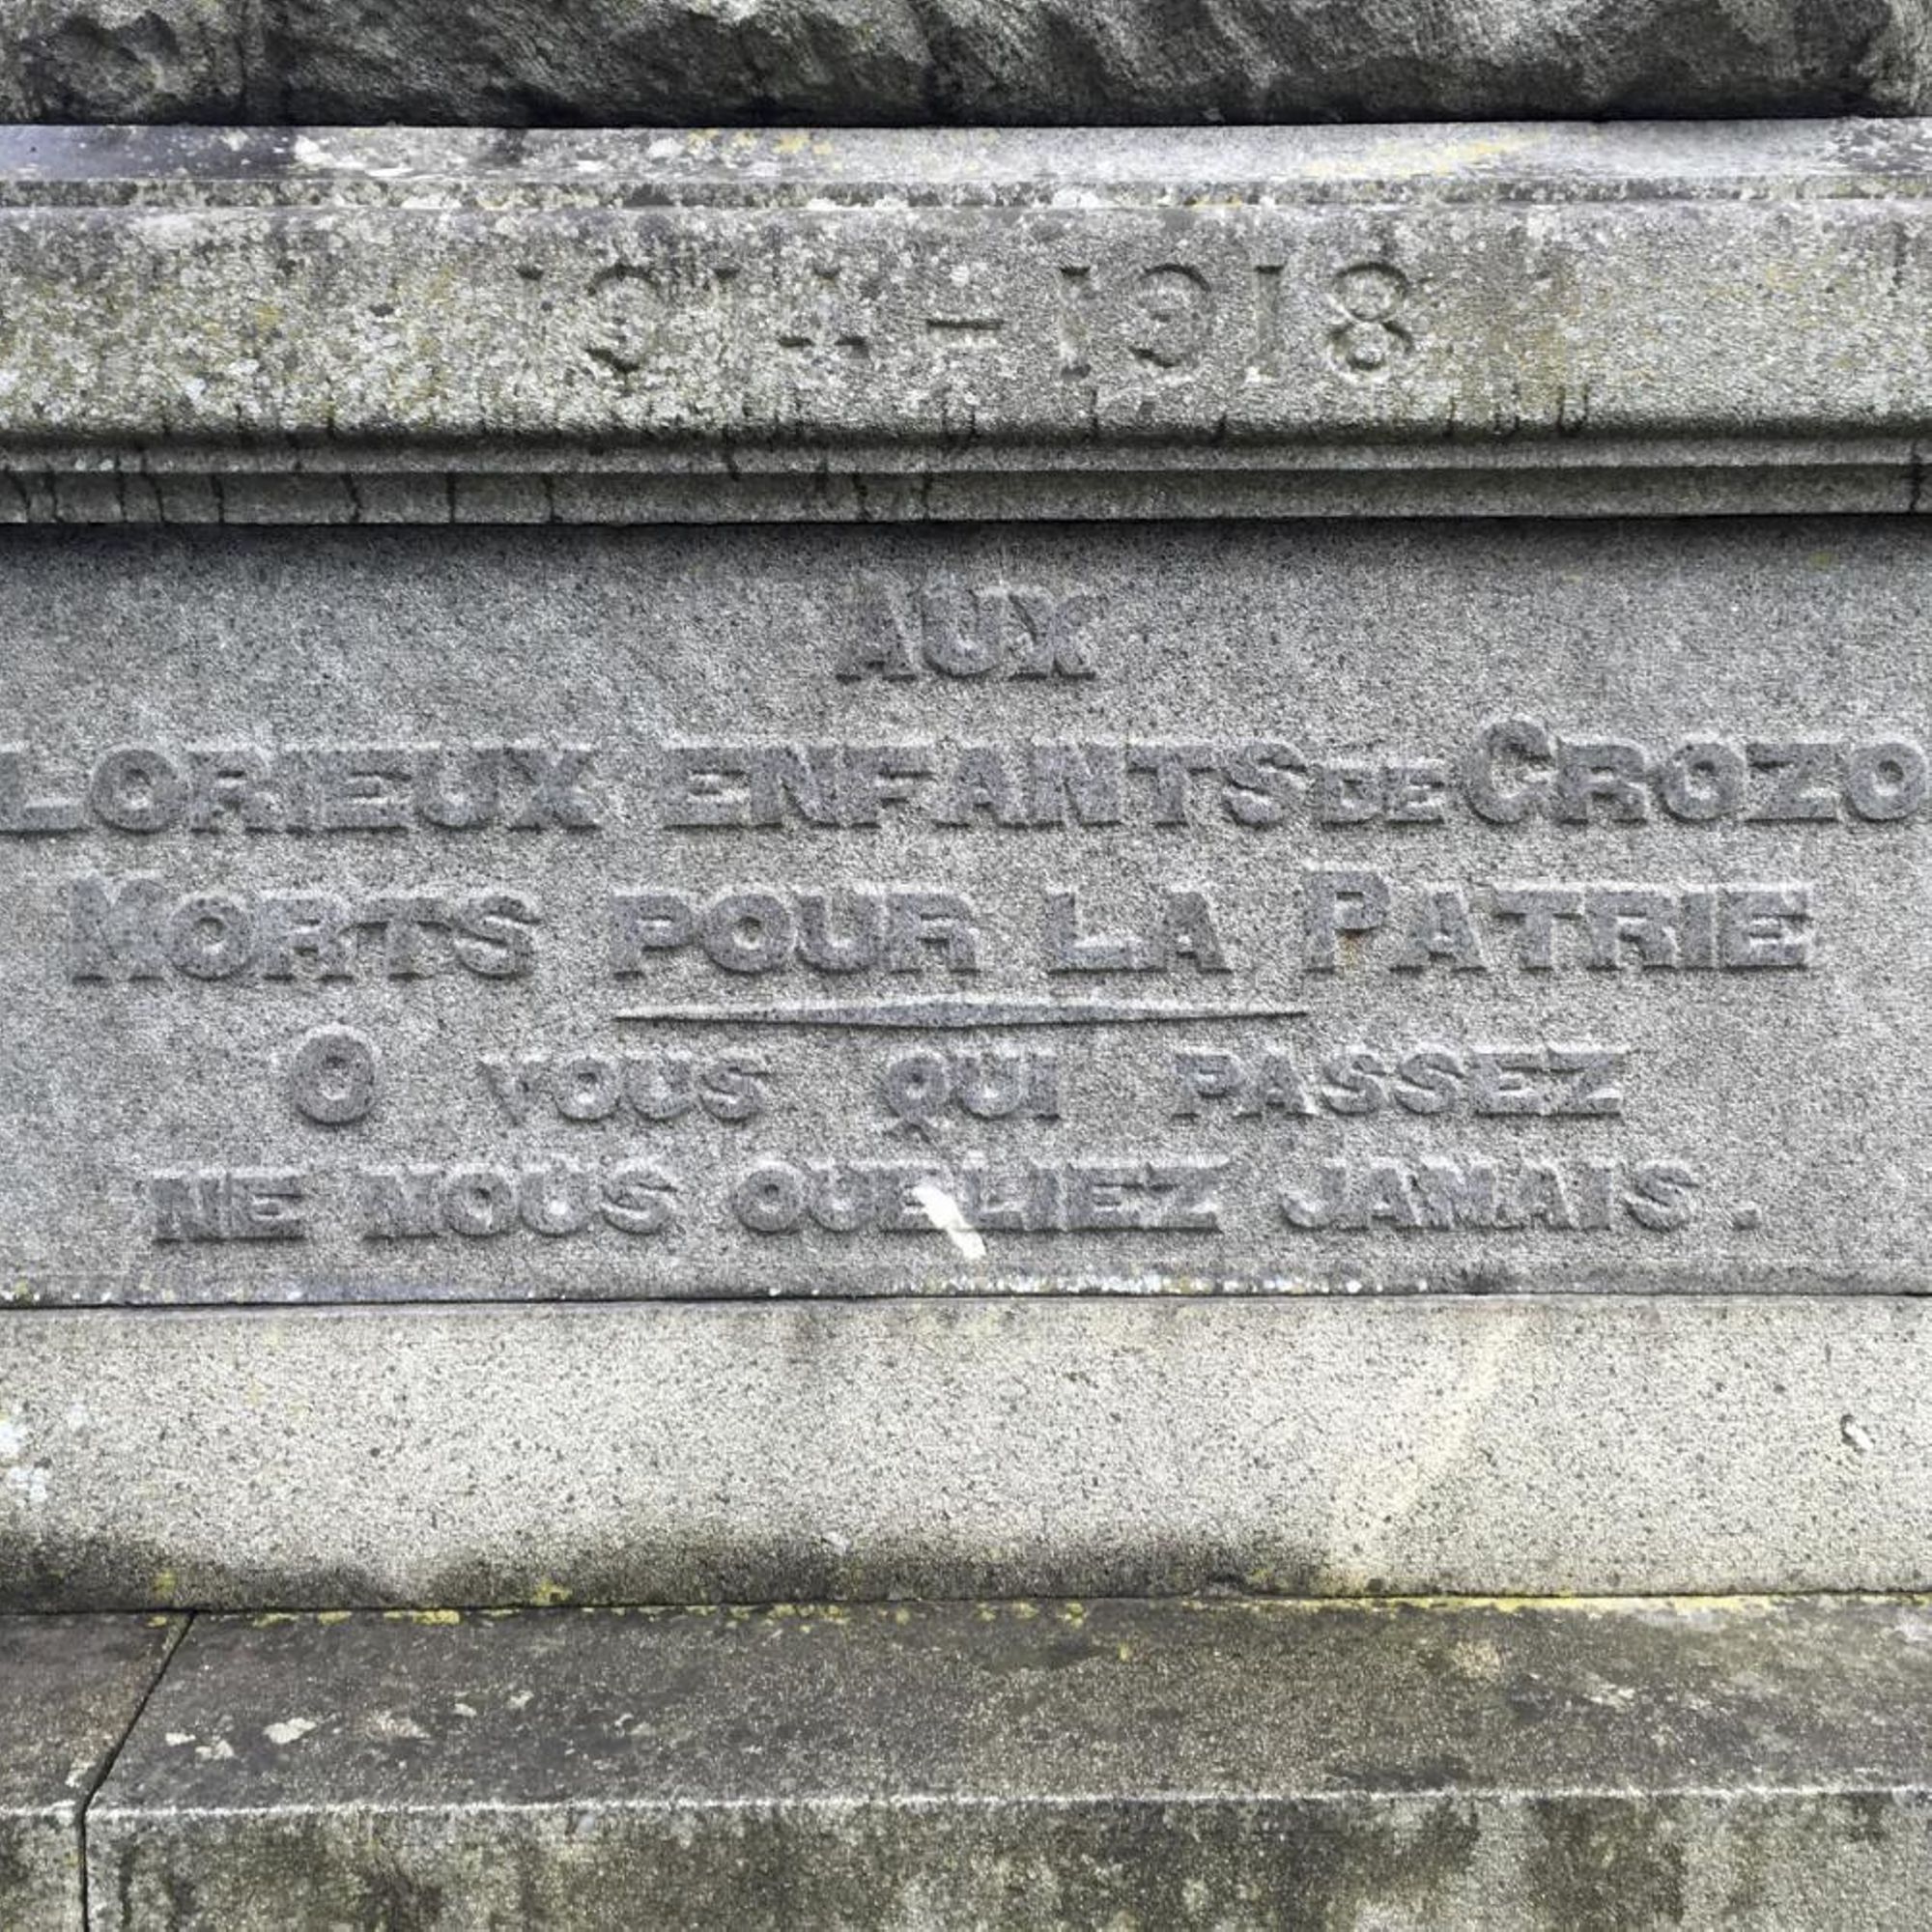 1914-1918
AUX
LORIEUX ENFANTS DE CROZO
MORTS POUR LA PATRIE
O VOUS QUI PASSEZ
NE NOUS OUBLIEZ JAMAIS.